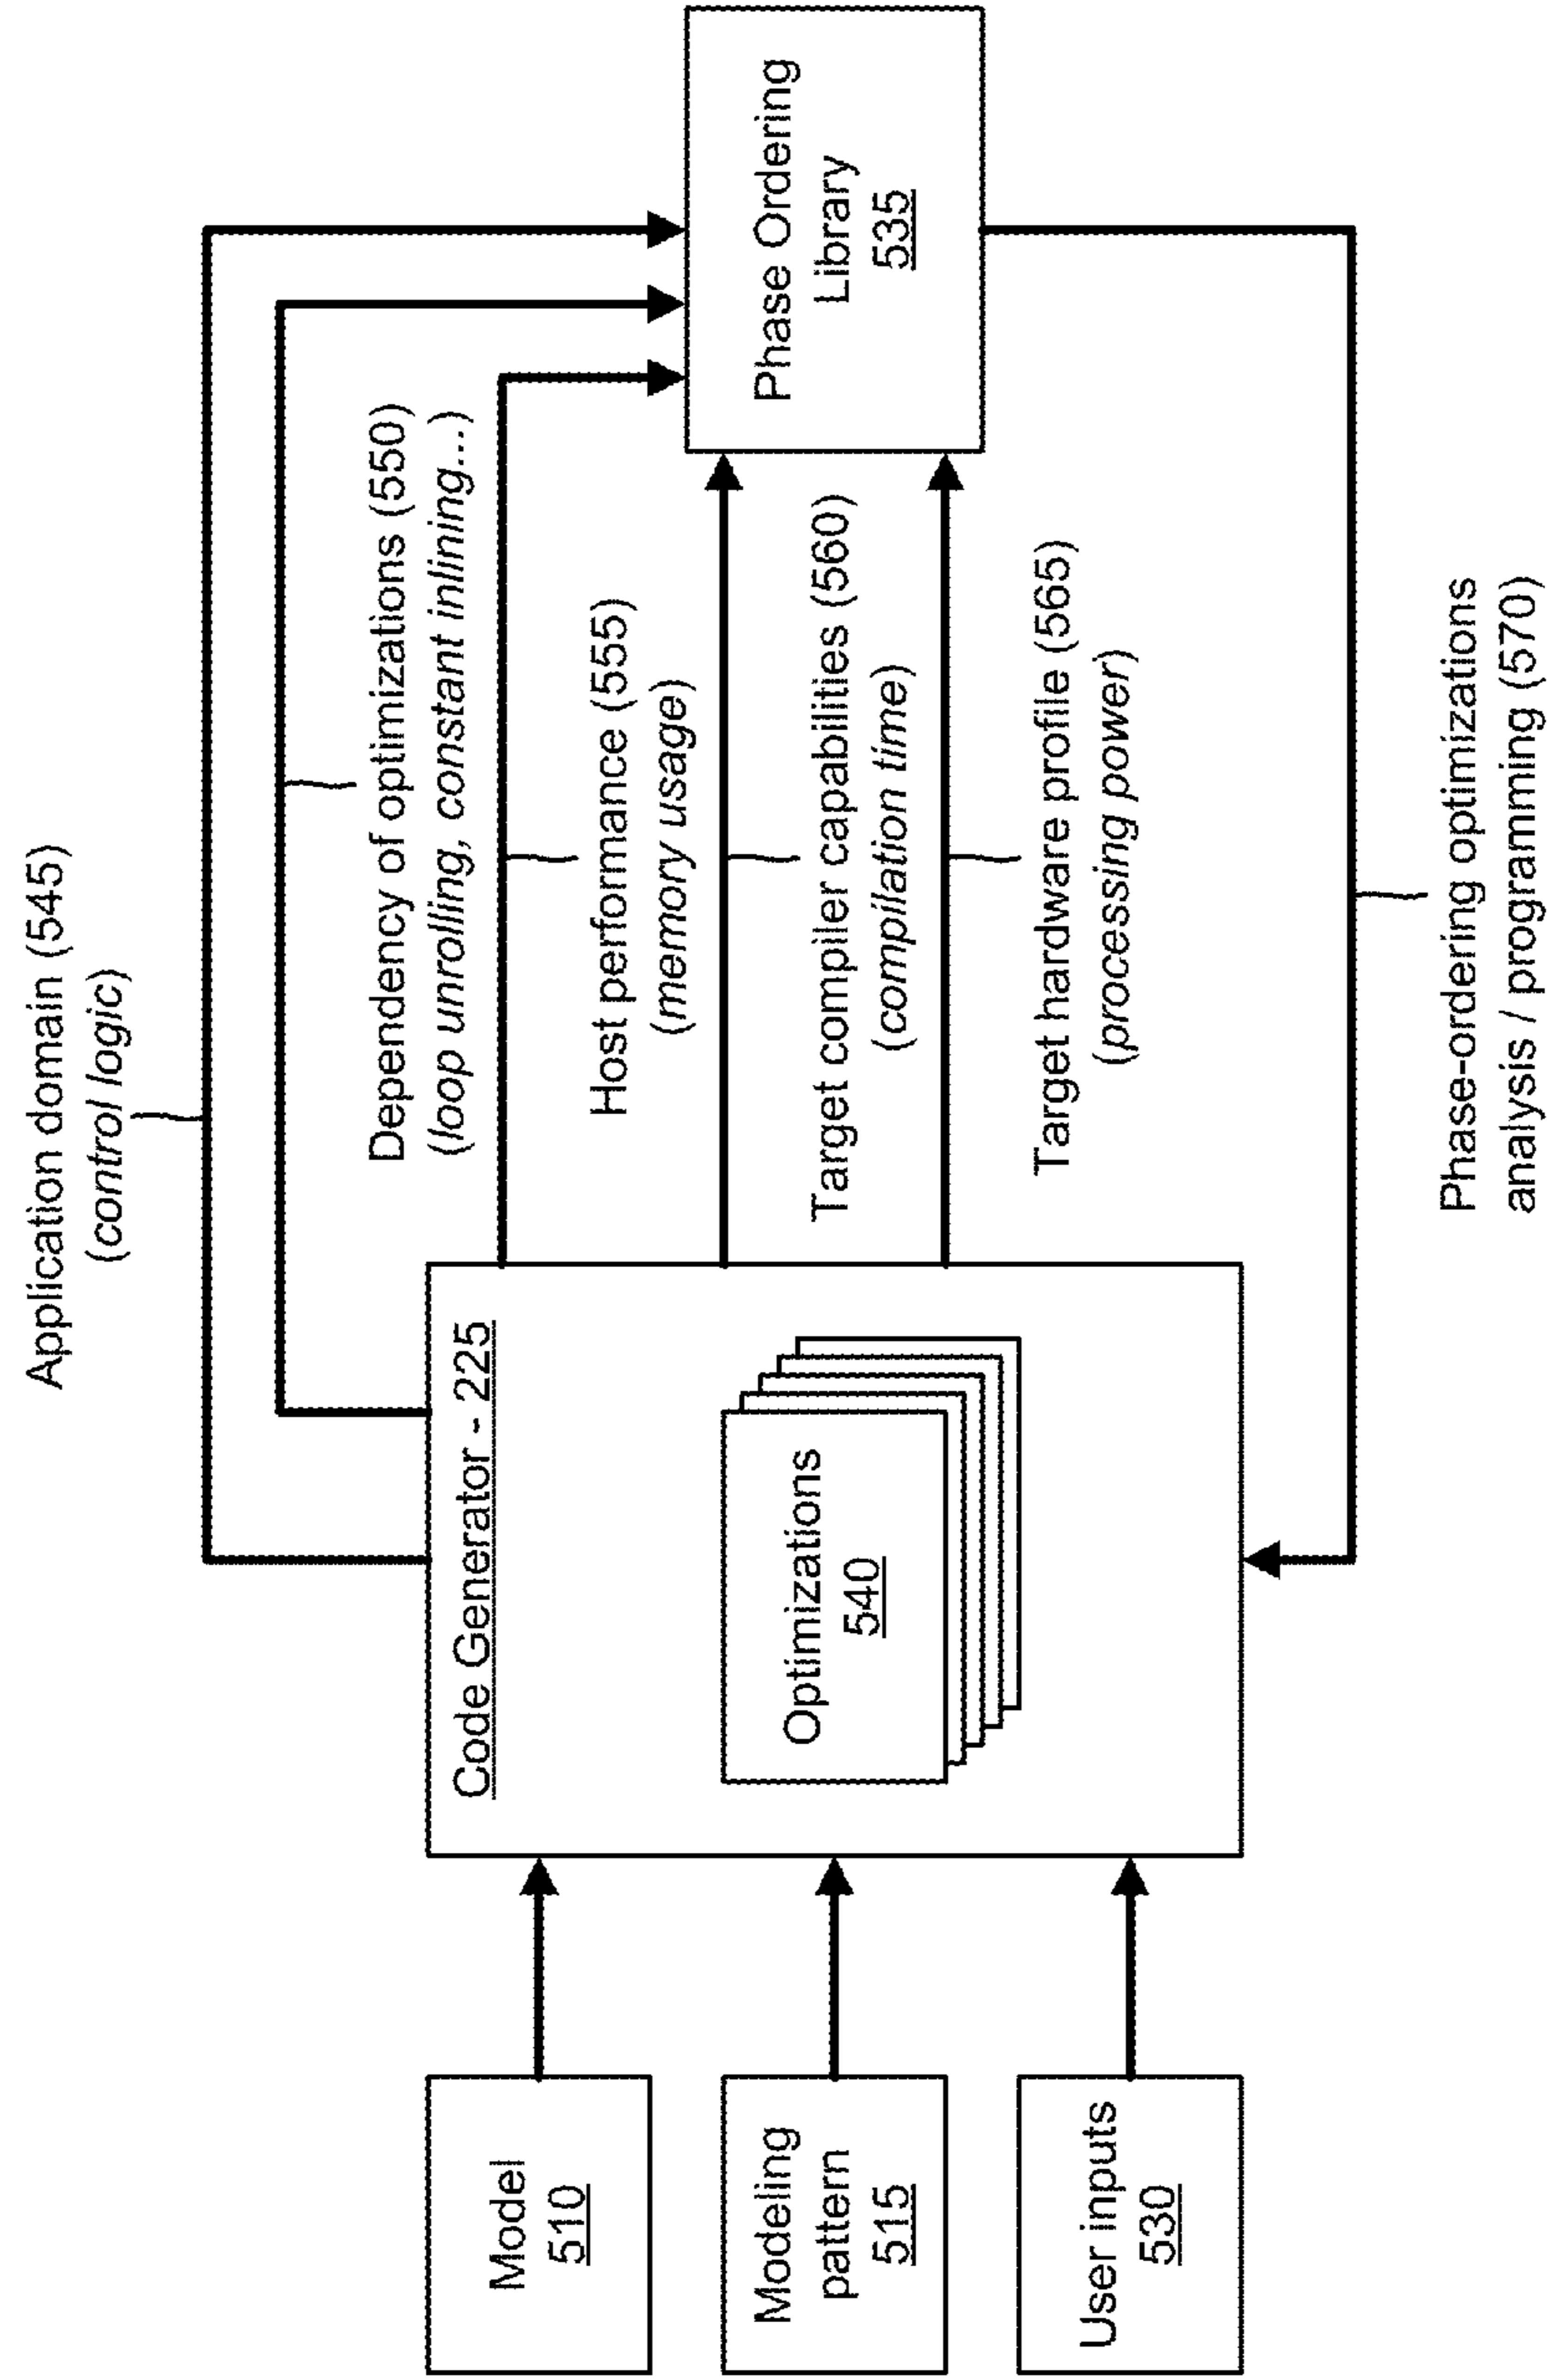 Application domain (545)
(control logic)
Dependency of optimizations (550)
(loop unrolling, constant inlining...)
Host performance (555)
(memory usage)
Target compiler capabilities (560)
(compilation time)
Target hardware profile (565)
(processing power)
Phase-ordering optimizations
analysis / programming (570)
Model
510
Modeling
pattern
515
User inputs
530
Code Generator - 225
Optimizations
540
Phase Ordering
Library
535